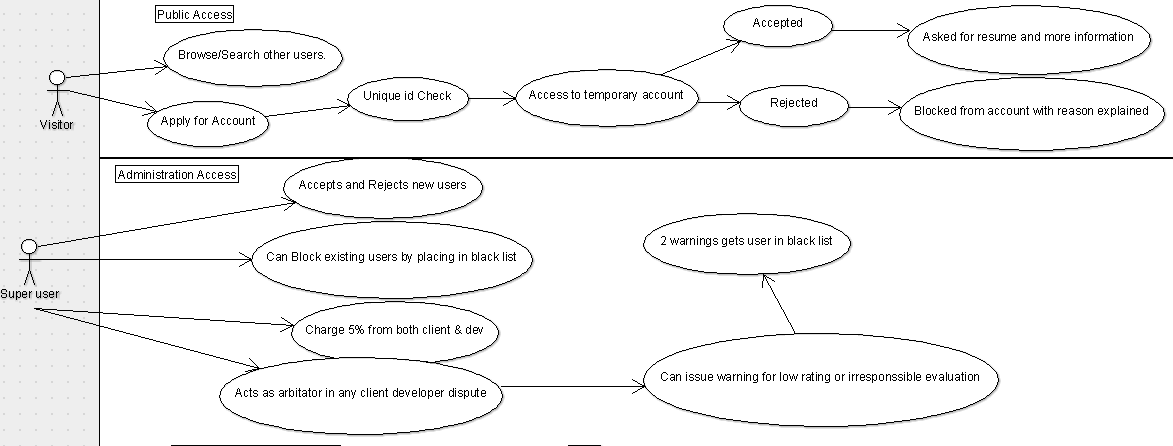 Public Access
Accepted
Asked for resume and more information
Browse/Search other users.
Unique id Check
Access to temporary account
Rejected
Blocked from account with reason explained
Apply for Account
Visitor
Administration Access
Accepts and Rejects new users
2 warnings gets user in black list
Can Block existing users by placing in black list
Super user
Charge 5% from both client & dev
Can issue warning for low rating or irresponssible evaluation
Acts as arbitator in any client developer dispute